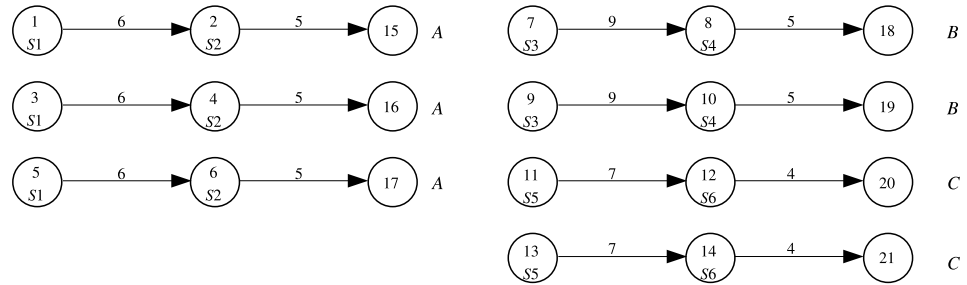 1 S1 6 2 S2 5 15 A
3 S1 6 4 S2 5 16 A
5 S1 6 6 S2 5 17 A
7 S3 9 8 S4 5 18 B
9 S3 9 10 S4 5 19 B
11 S5 7 12 S6 4 20 C
13 S5 7 14 S6 4 21 C